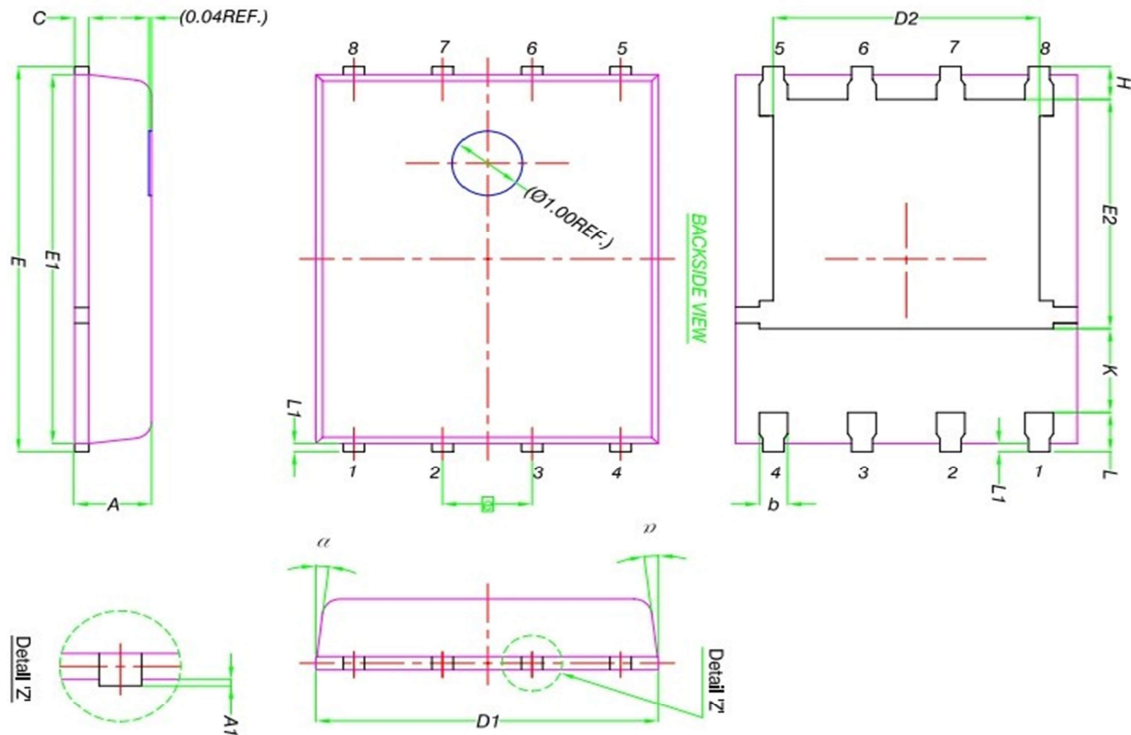 C
(0.04REF.)
E
E1
A
8 7 6 5
(Ø1.00REF.)
L1
1 2 3 4
e
BACKSIDE VIEW
D2
5 6 7 8
H
E2
K
L
L1
4 3 2 1
b
α α
D1
Detail 'Z'
Detail 'Z'
A1